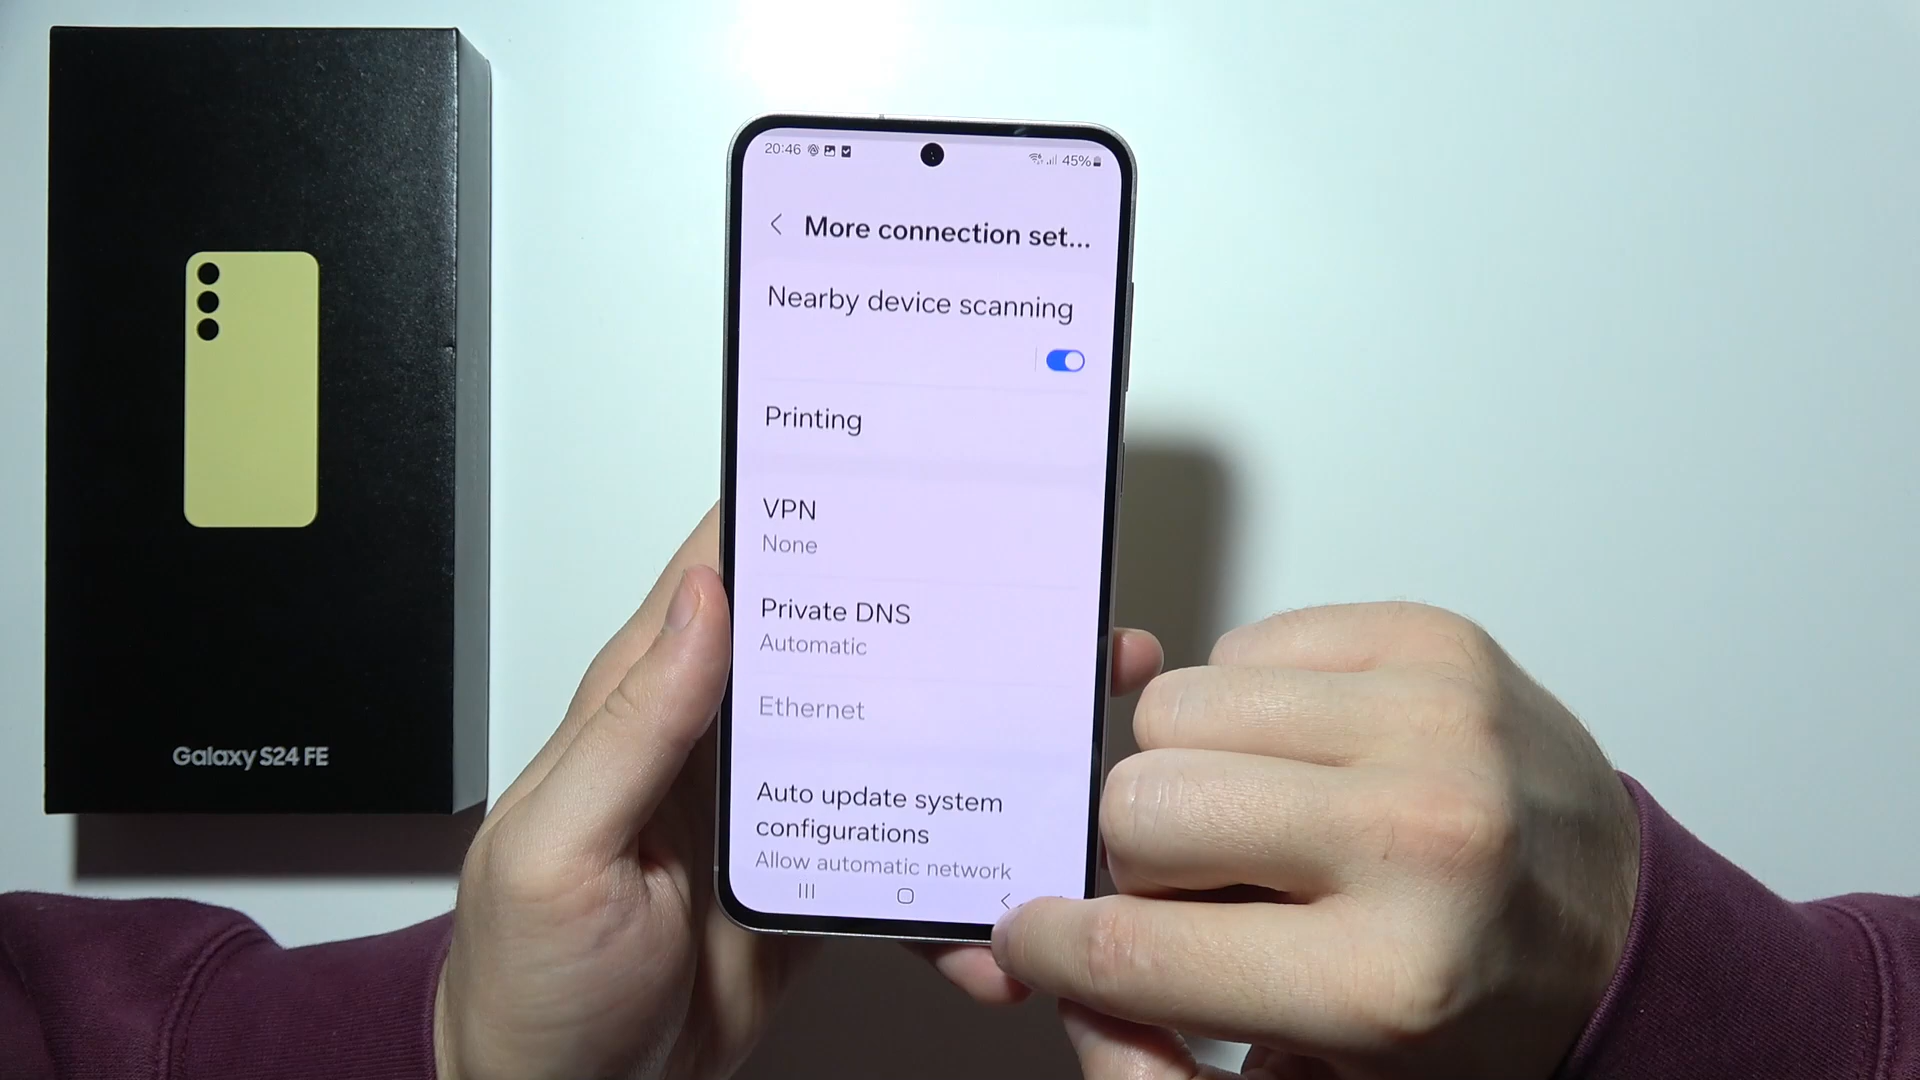 20:46
45%
More connection set...
Nearby device scanning
Printing
VPN
None
Private DNS
Automatic
Ethernet
Auto update system
configurations
Allow automatic network
Galaxy S24 FE